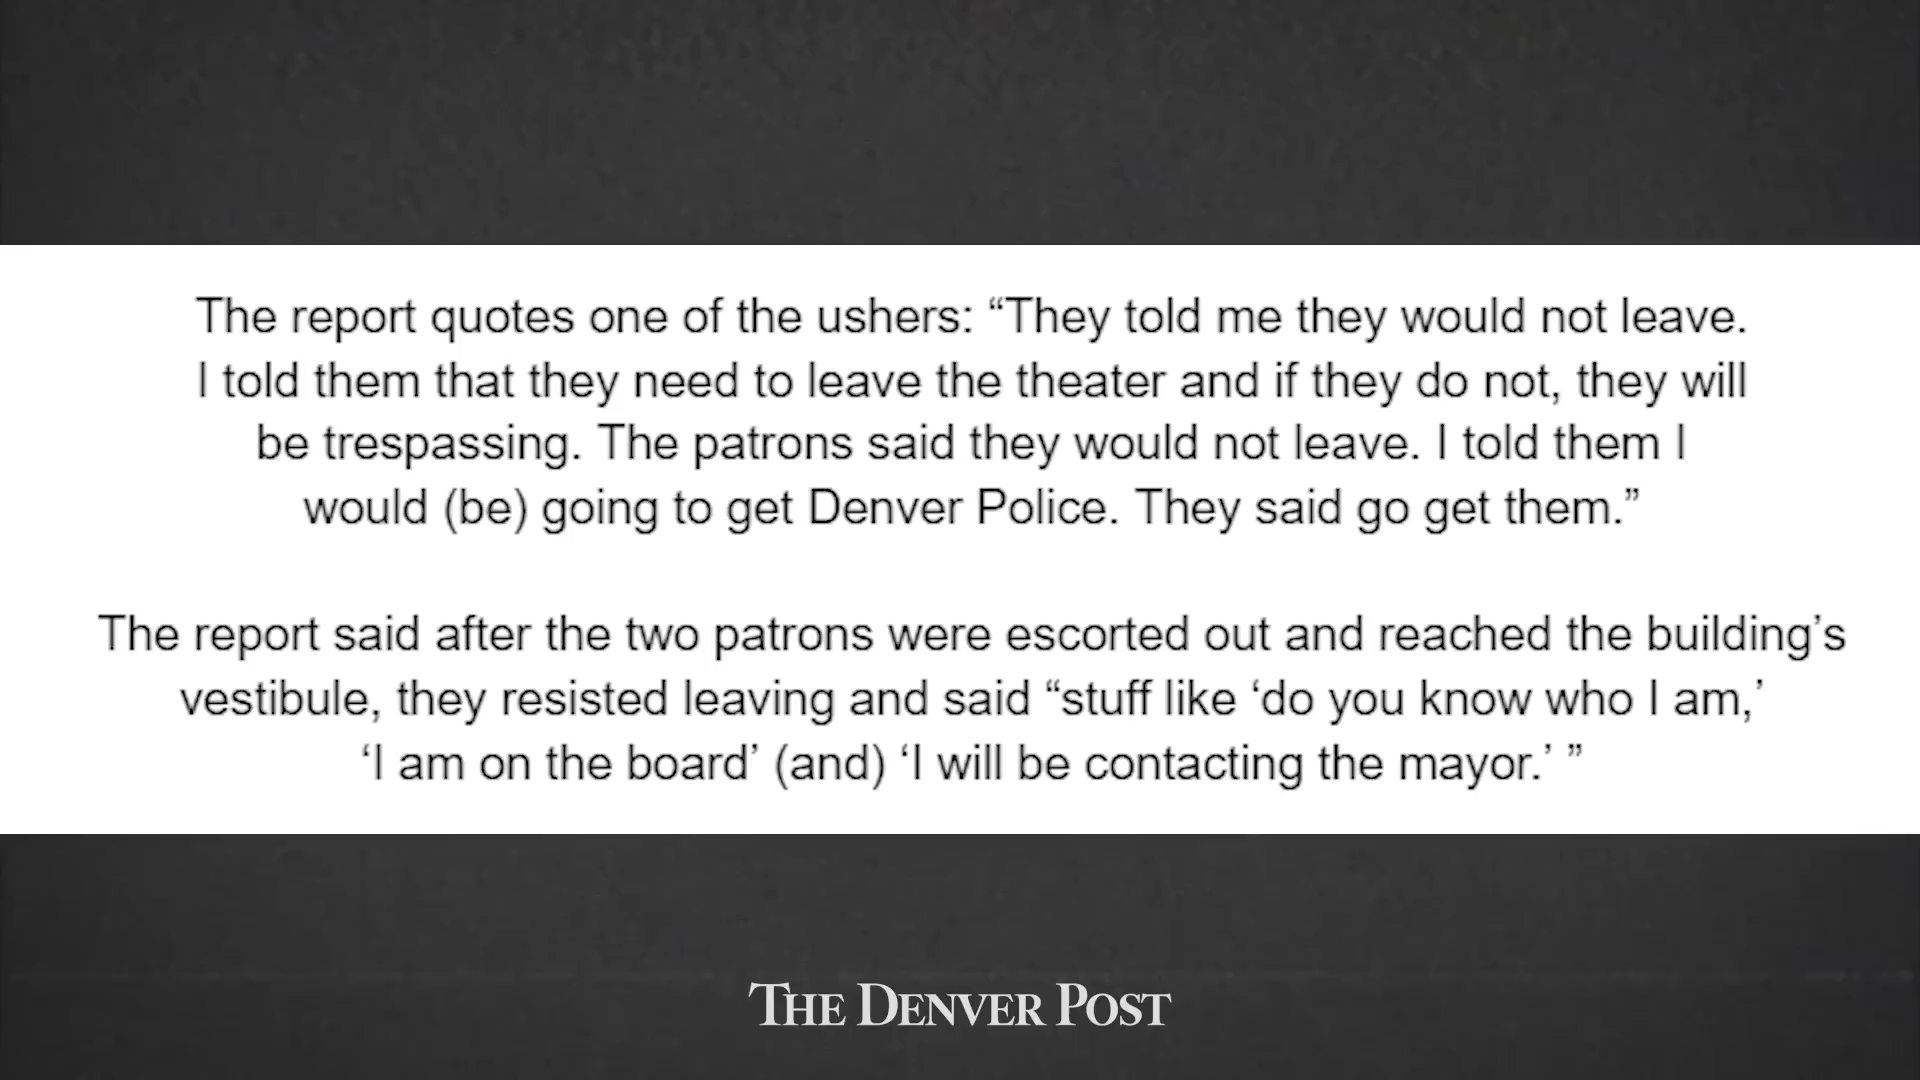 The report quotes one of the ushers: “They told me they would not leave.
I told them that they need to leave the theater and if they do not, they will
be trespassing. The patrons said they would not leave. I told them I
would (be) going to get Denver Police. They said go get them.”
The report said after the two patrons were escorted out and reached the building’s
vestibule, they resisted leaving and said “stuff like ‘do you know who I am,’
‘I am on the board’ (and) ‘I will be contacting the mayor.’ ”
THE DENVER POST